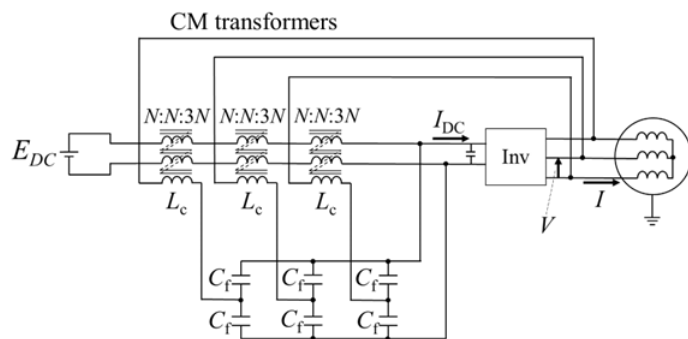 CM transformers
N:N:3N N:N:3N N:N:3N
E_DC
I_DC
Inv
L_c L_c L_c
I
V
C_f C_f C_f
C_f C_f C_f